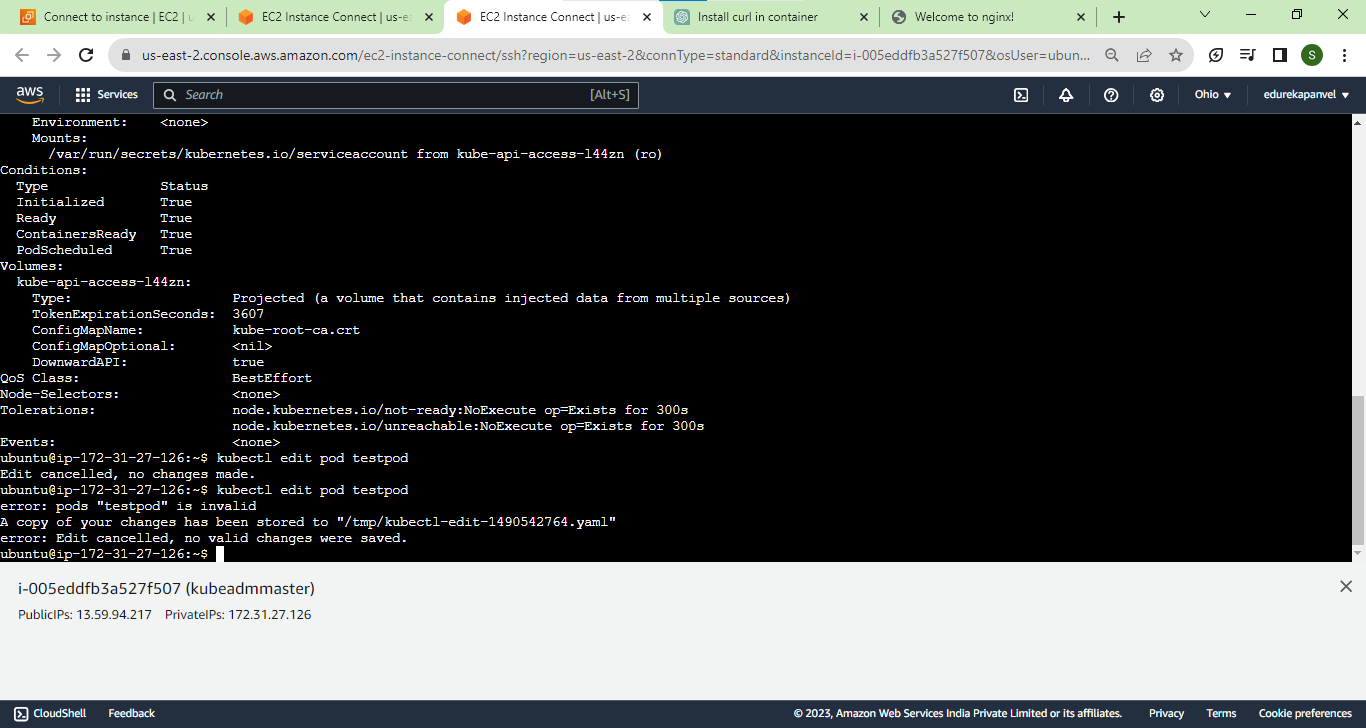 Connect to instance | EC2 | u
EC2 Instance Connect | us-ea
EC2 Instance Connect | us-ea
Install curl in container
Welcome to nginx!
us-east-2.console.aws.amazon.com/ec2-instance-connect/ssh?region=us-east-2&connType=standard&instanceId=i-005eddfb3a527f507&osUser=ubun...
S
aws
Services
Search
[Alt+S]
Ohio
edurekapanvel
Environment: <none>
Mounts:
/var/run/secrets/kubernetes.io/serviceaccount from kube-api-access-l44zn (ro)
Conditions:
Type Status
Initialized True
Ready True
ContainersReady True
PodScheduled True
Volumes:
kube-api-access-l44zn:
Type: Projected (a volume that contains injected data from multiple sources)
TokenExpirationSeconds: 3607
ConfigMapName: kube-root-ca.crt
ConfigMapOptional: <nil>
DownwardAPI: true
QoS Class: BestEffort
Node-Selectors: <none>
Tolerations: node.kubernetes.io/not-ready:NoExecute op=Exists for 300s
node.kubernetes.io/unreachable:NoExecute op=Exists for 300s
Events: <none>
ubuntu@ip-172-31-27-126:~$ kubectl edit pod testpod
Edit cancelled, no changes made.
ubuntu@ip-172-31-27-126:~$ kubectl edit pod testpod
error: pods "testpod" is invalid
A copy of your changes has been stored to "/tmp/kubectl-edit-1490542764.yaml"
error: Edit cancelled, no valid changes were saved.
ubuntu@ip-172-31-27-126:~$
i-005eddfb3a527f507 (kubeadmmaster)
PublicIPs: 13.59.94.217 PrivateIPs: 172.31.27.126
CloudShell
Feedback
© 2023, Amazon Web Services India Private Limited or its affiliates.
Privacy
Terms
Cookie preferences